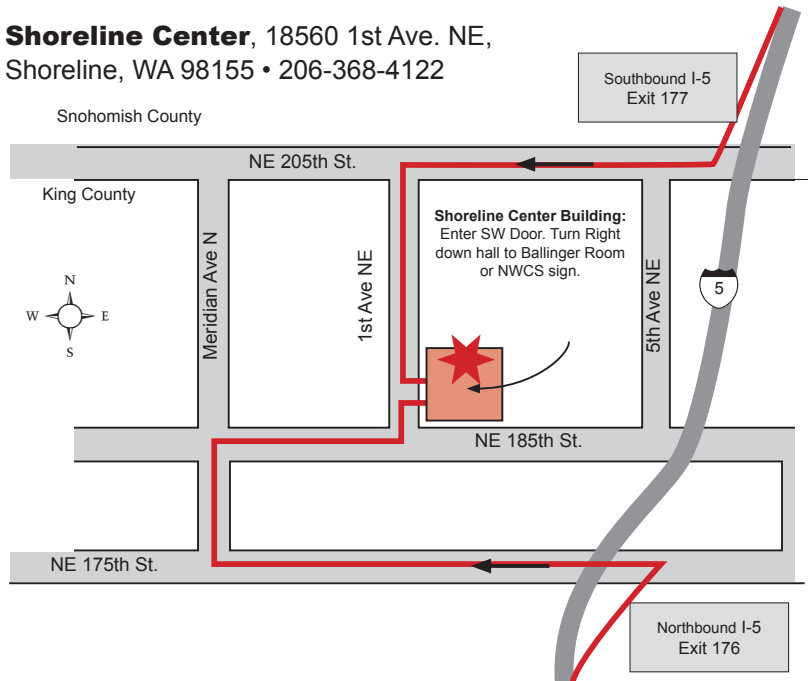 Shoreline Center, 18560 1st Ave. NE,
Shoreline, WA 98155 • 206-368-4122
Southbound I-5
Exit 177
Snohomish County
NE 205th St.
King County
Shoreline Center Building:
Enter SW Door. Turn Right
down hall to Ballinger Room
or NWCS sign.
Meridian Ave N
1st Ave NE
5th Ave NE
5
N
W
E
S
NE 185th St.
NE 175th St.
Northbound I-5
Exit 176